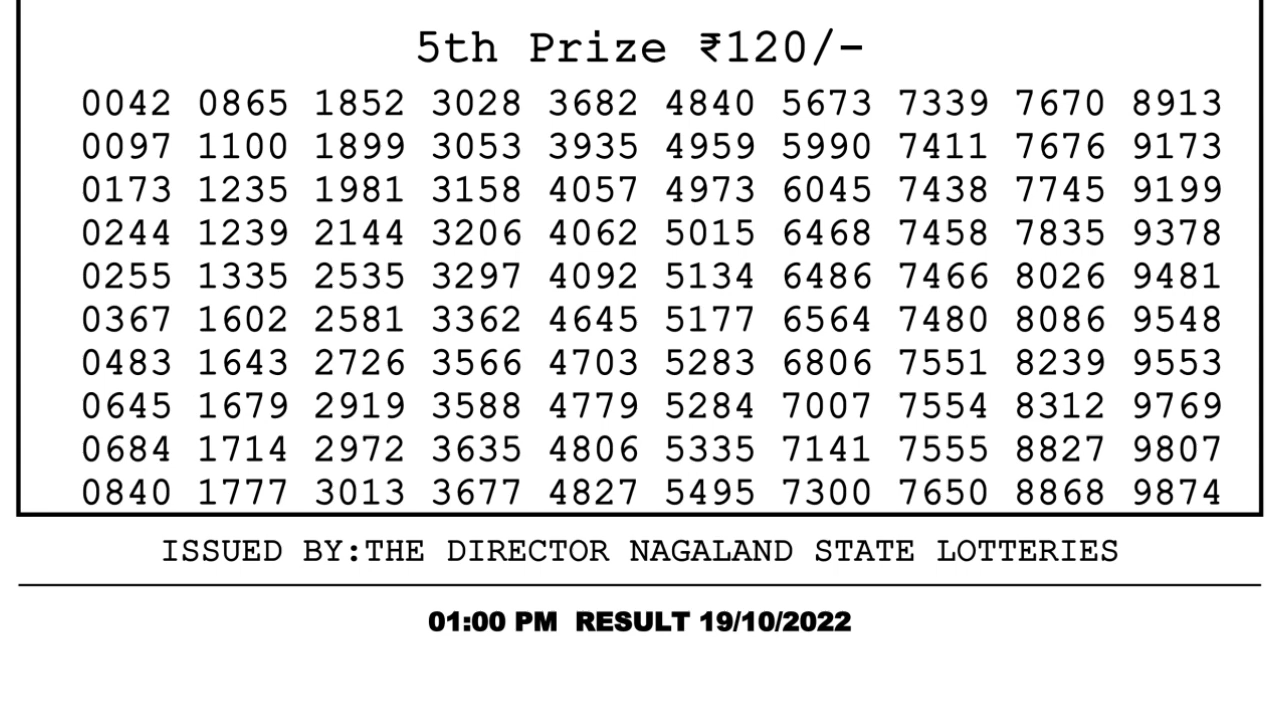 5th Prize ₹120/-
0042 0865 1852 3028 3682 4840 5673 7339 7670 8913
0097 1100 1899 3053 3935 4959 5990 7411 7676 9173
0173 1235 1981 3158 4057 4973 6045 7438 7745 9199
0244 1239 2144 3206 4062 5015 6468 7458 7835 9378
0255 1335 2535 3297 4092 5134 6486 7466 8026 9481
0367 1602 2581 3362 4645 5177 6564 7480 8086 9548
0483 1643 2726 3566 4703 5283 6806 7551 8239 9553
0645 1679 2919 3588 4779 5284 7007 7554 8312 9769
0684 1714 2972 3635 4806 5335 7141 7555 8827 9807
0840 1777 3013 3677 4827 5495 7300 7650 8868 9874
ISSUED BY:THE DIRECTOR NAGALAND STATE LOTTERIES
01:00 PM RESULT 19/10/2022